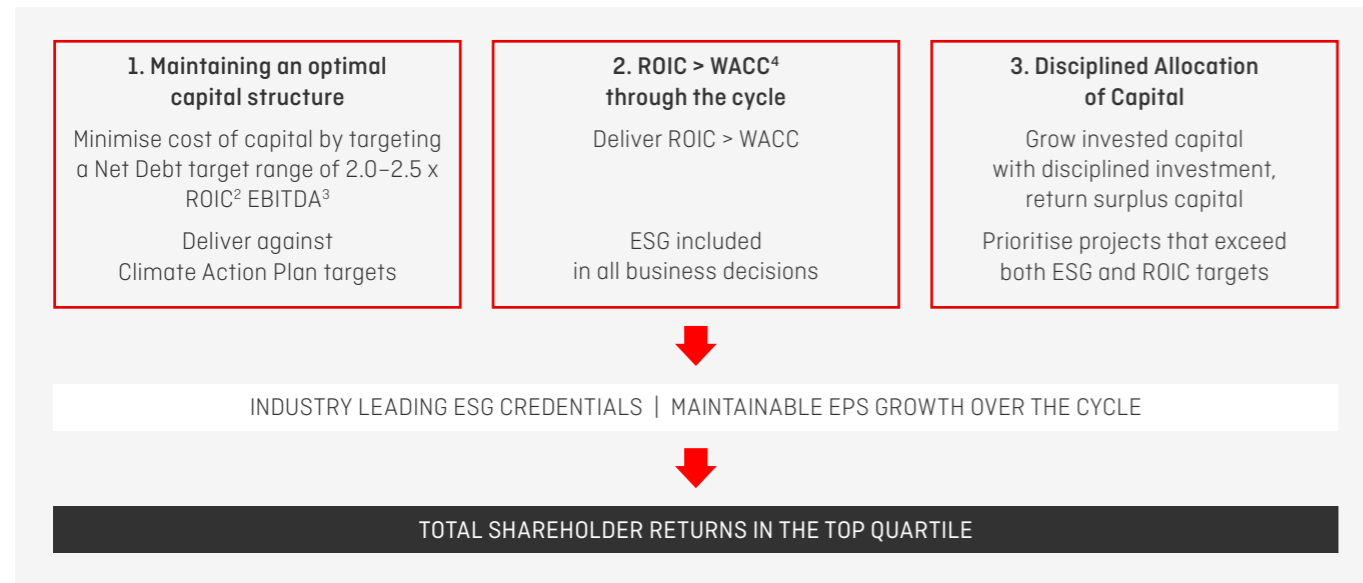 1. Maintaining an optimal
capital structure
Minimise cost of capital by targeting
a Net Debt target range of 2.0–2.5 x
ROIC² EBITDA³
Deliver against
Climate Action Plan targets
2. ROIC > WACC⁴
through the cycle
Deliver ROIC > WACC
ESG included
in all business decisions
3. Disciplined Allocation
of Capital
Grow invested capital
with disciplined investment,
return surplus capital
Prioritise projects that exceed
both ESG and ROIC targets
INDUSTRY LEADING ESG CREDENTIALS | MAINTAINABLE EPS GROWTH OVER THE CYCLE
TOTAL SHAREHOLDER RETURNS IN THE TOP QUARTILE